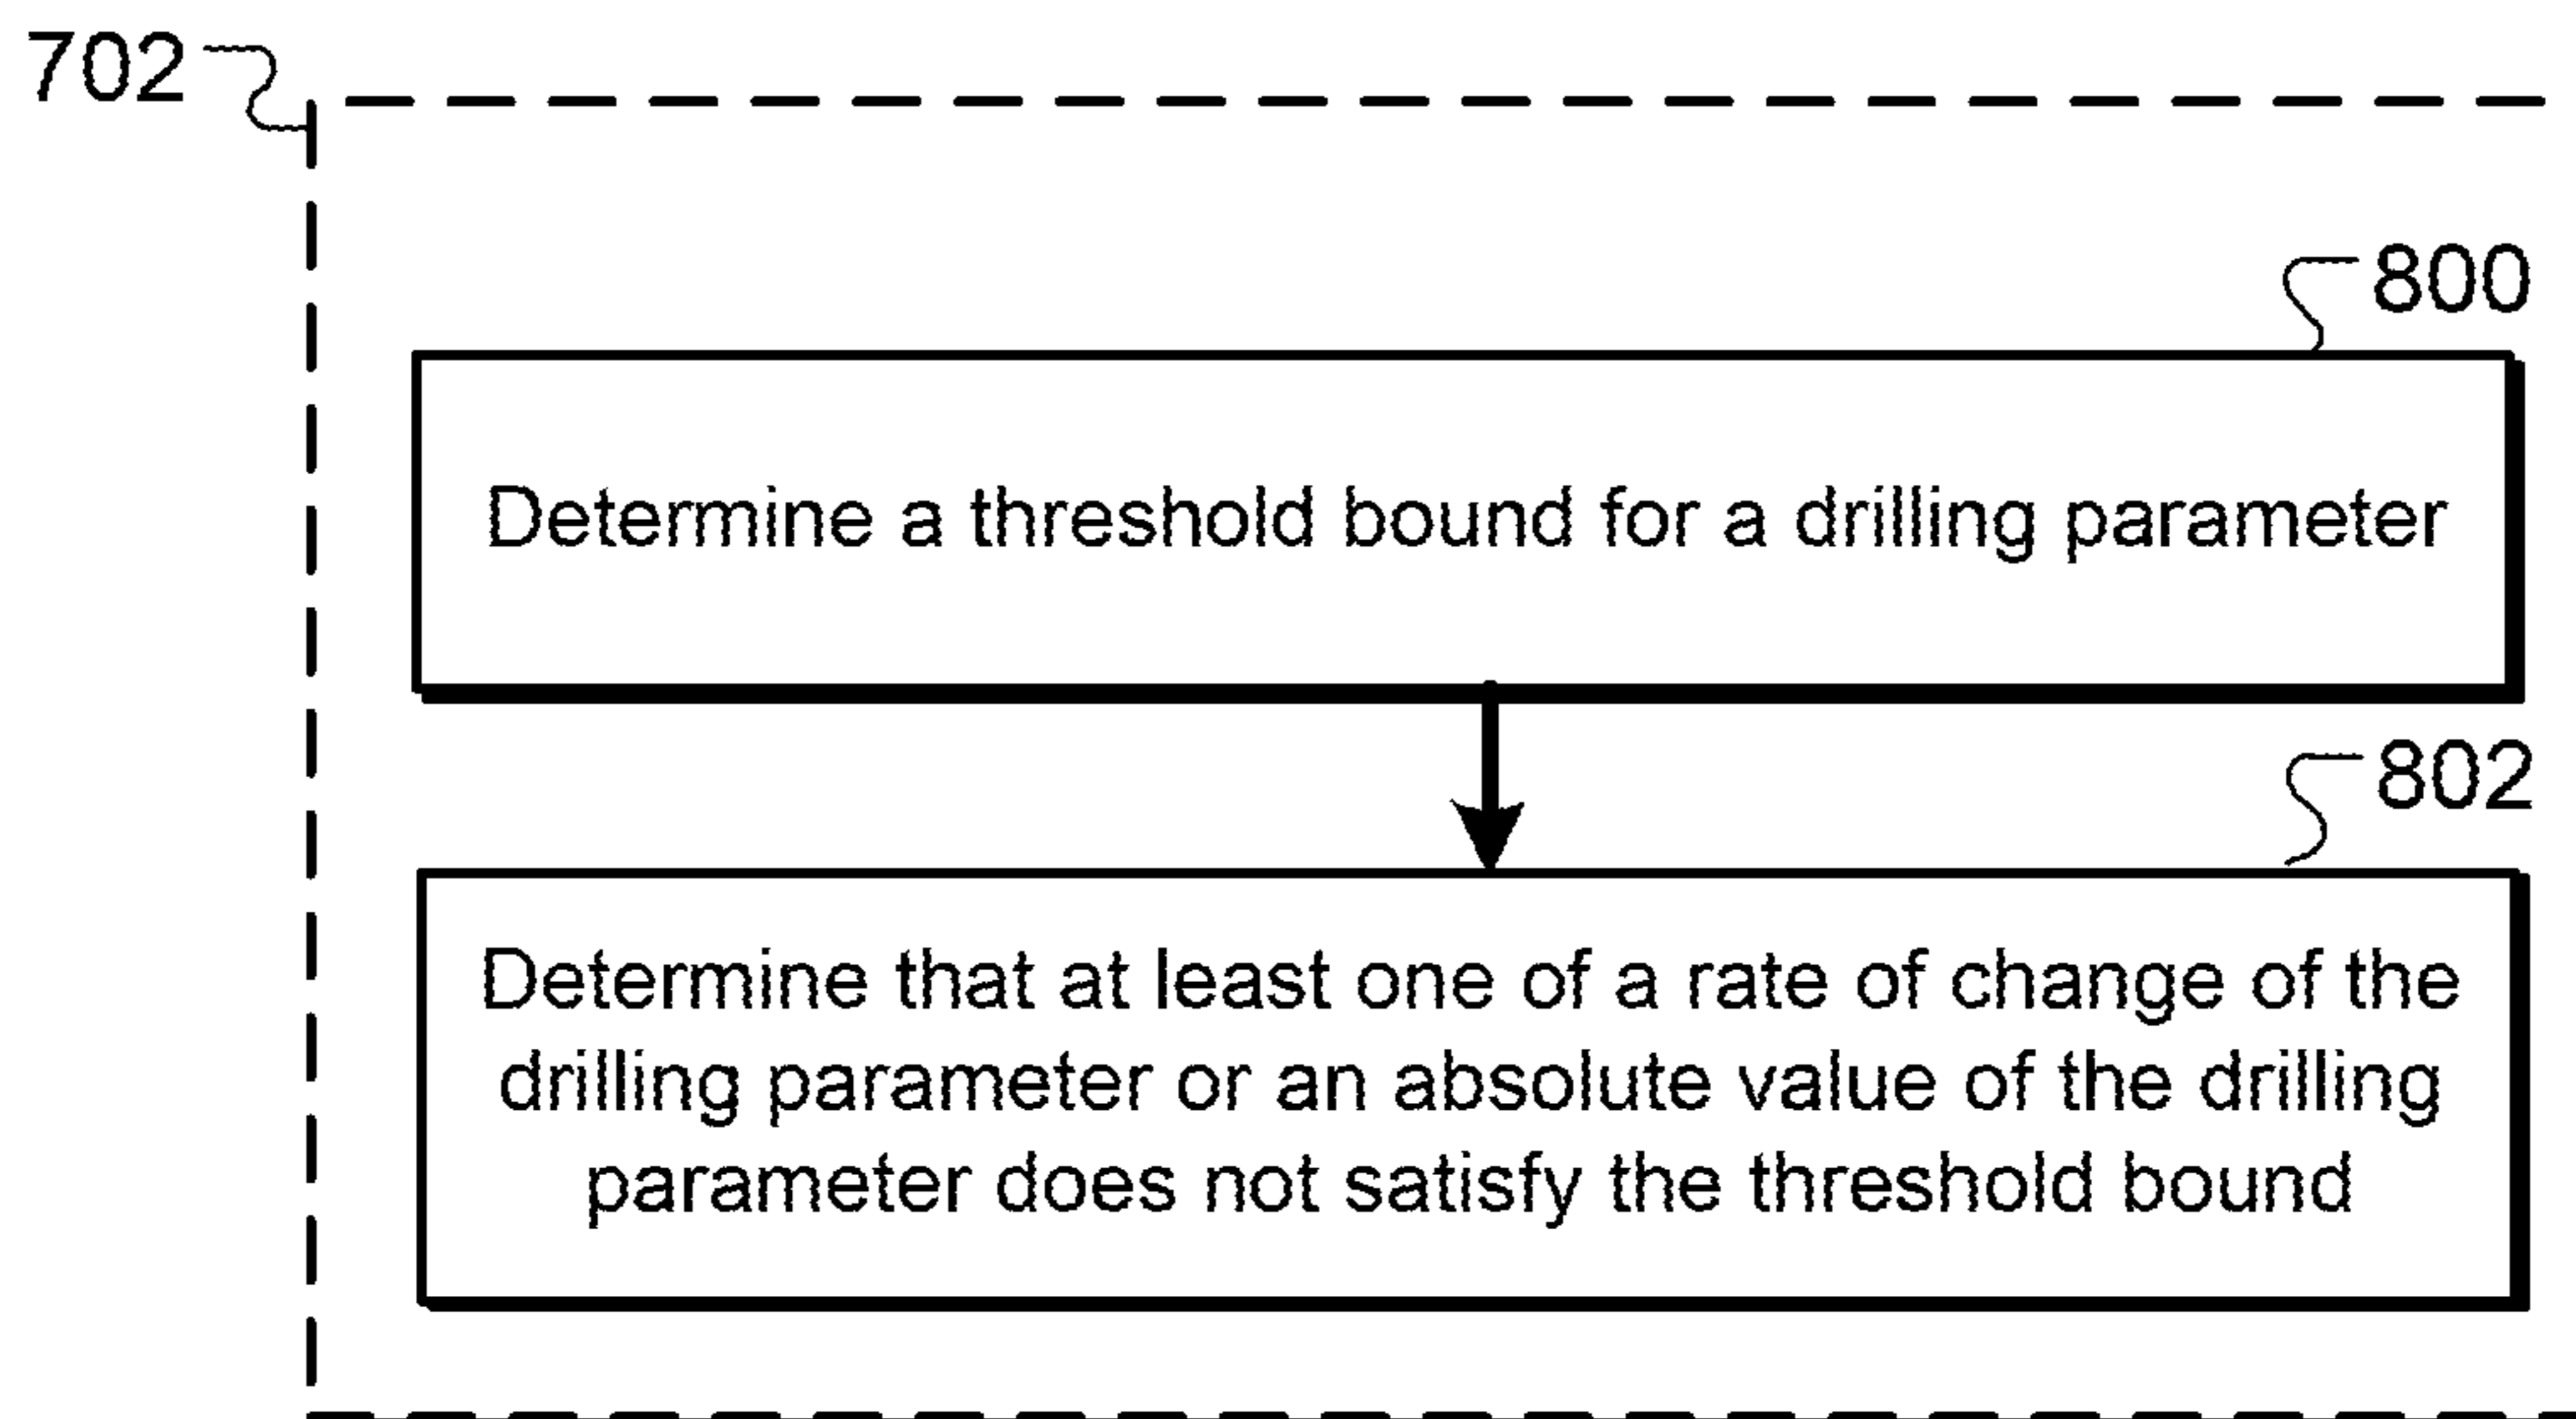 702
800
Determine a threshold bound for a drilling parameter
802
Determine that at least one of a rate of change of the
drilling parameter or an absolute value of the drilling
parameter does not satisfy the threshold bound